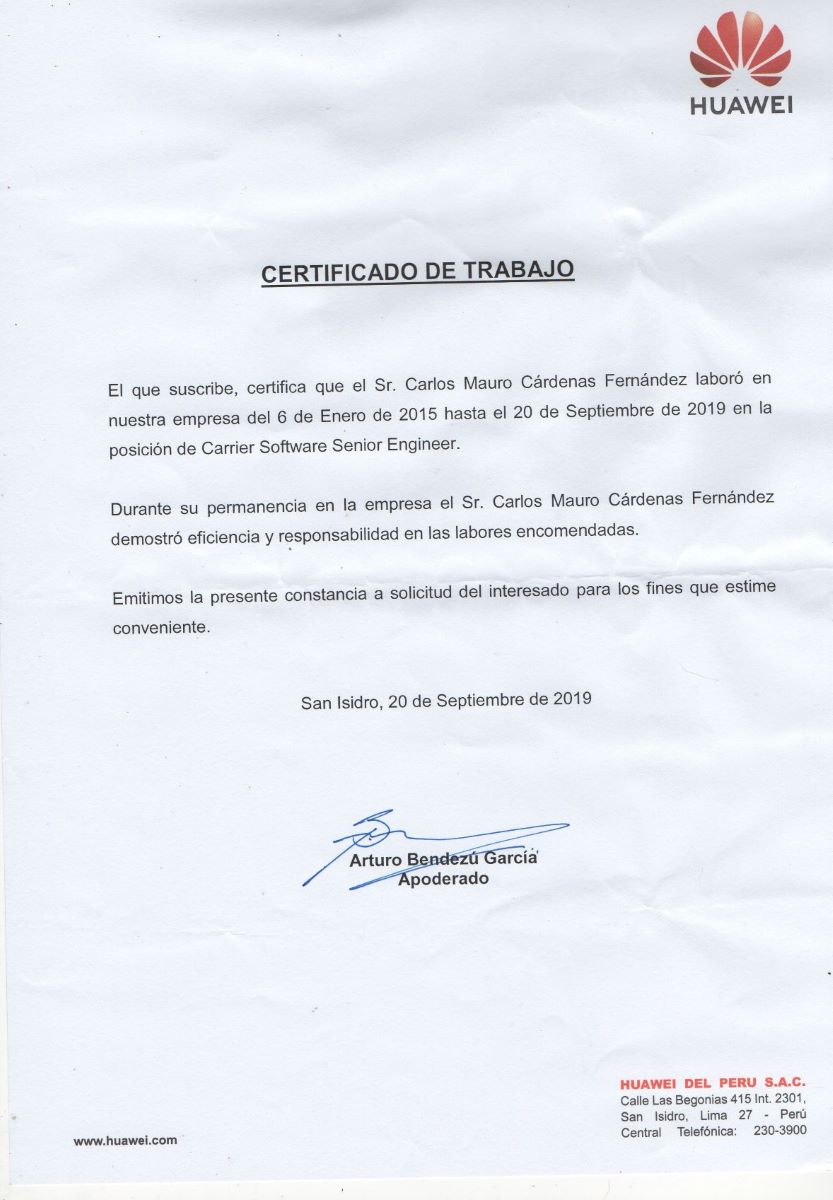 HUAWEI
CERTIFICADO DE TRABAJO
El que suscribe, certifica que el Sr. Carlos Mauro Cárdenas Fernández laboró en
nuestra empresa del 6 de Enero de 2015 hasta el 20 de Septiembre de 2019 en la
posición de Carrier Software Senior Engineer.
Durante su permanencia en la empresa el Sr. Carlos Mauro Cárdenas Fernández
demostró eficiencia y responsabilidad en las labores encomendadas.
Emitimos la presente constancia a solicitud del interesado para los fines que estime
conveniente.
San Isidro, 20 de Septiembre de 2019
Arturo Bendezú García
Apoderado
HUAWEI DEL PERU S.A.C.
Calle Las Begonias 415 Int. 2301,
San Isidro, Lima 27 - Perú
Central Telefónica: 230-3900
www.huawei.com